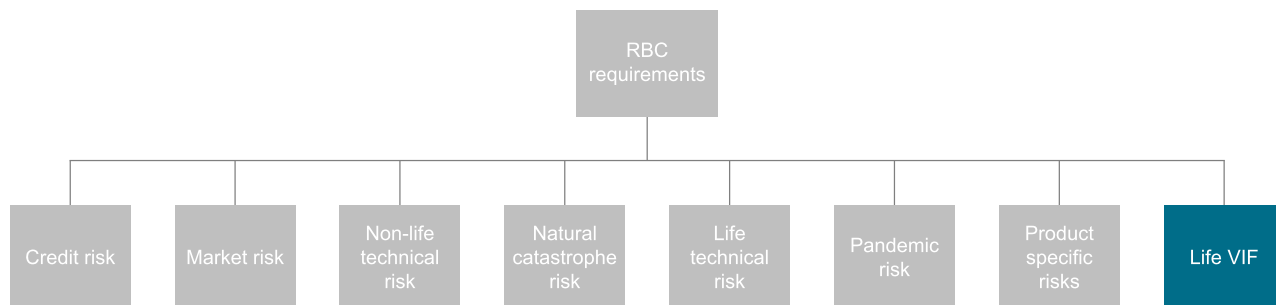 RBC
requirements
Credit risk
Market risk
Non-life
technical
risk
Natural
catastrophe
risk
Life
technical
risk
Pandemic
risk
Product
specific
risks
Life VIF